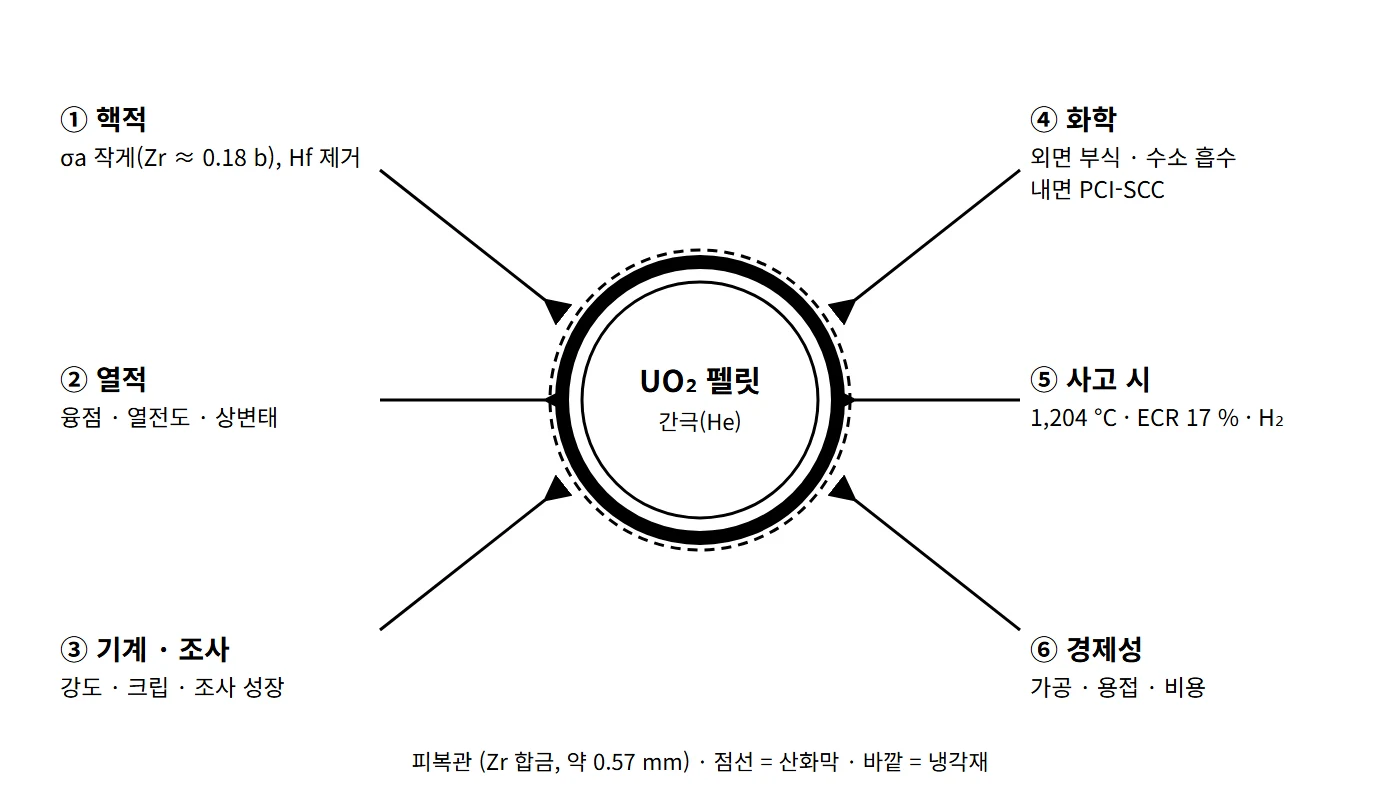 ① 핵적
σa 작게(Zr ≈ 0.18 b), Hf 제거
④ 화학
외면 부식 · 수소 흡수
내면 PCI-SCC
UO₂ 펠릿
간극(He)
② 열적
융점 · 열전도 · 상변태
⑤ 사고 시
1,204 °C · ECR 17 % · H₂
③ 기계 · 조사
강도 · 크립 · 조사 성장
⑥ 경제성
가공 · 용접 · 비용
피복관 (Zr 합금, 약 0.57 mm) · 점선 = 산화막 · 바깥 = 냉각재